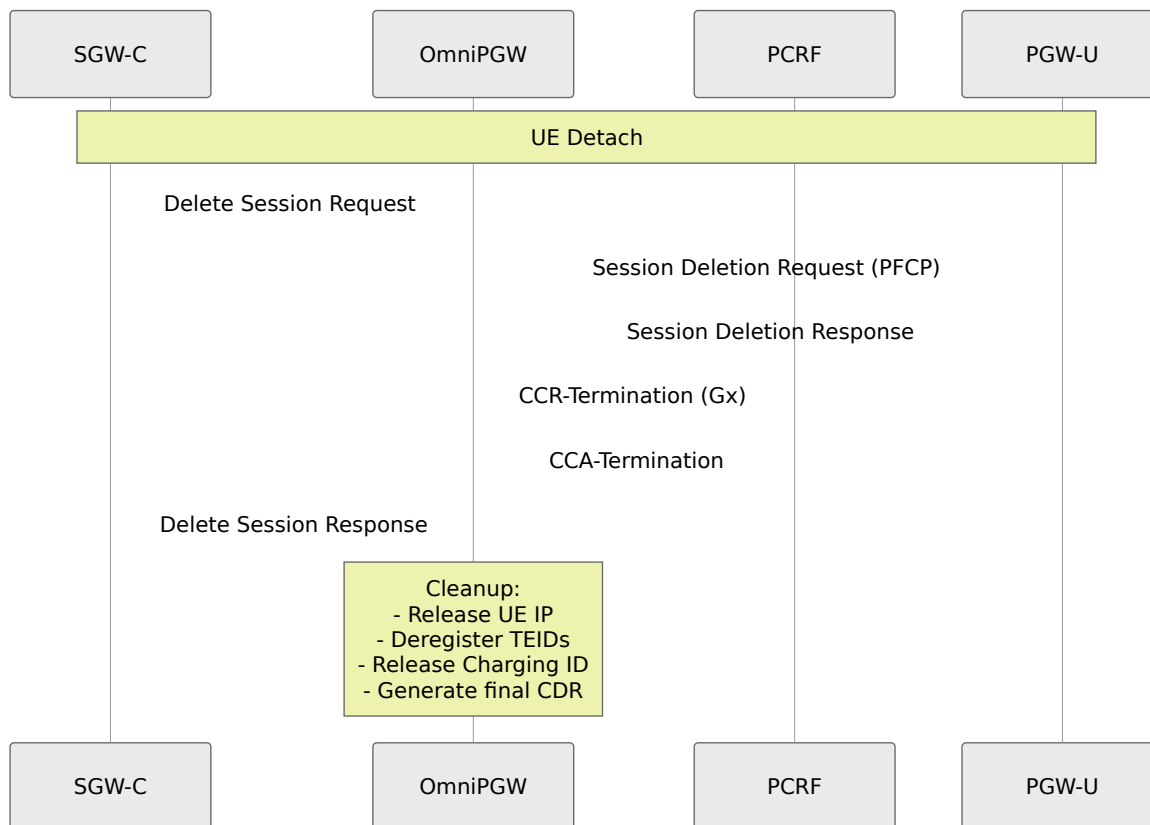 SGW-C
OmniPGW
PCRF
PGW-U
UE Detach
Delete Session Request
Session Deletion Request (PFCP)
Session Deletion Response
CCR-Termination (Gx)
CCA-Termination
Delete Session Response
Cleanup:
- Release UE IP
- Deregister TEIDs
- Release Charging ID
- Generate final CDR
SGW-C
OmniPGW
PCRF
PGW-U